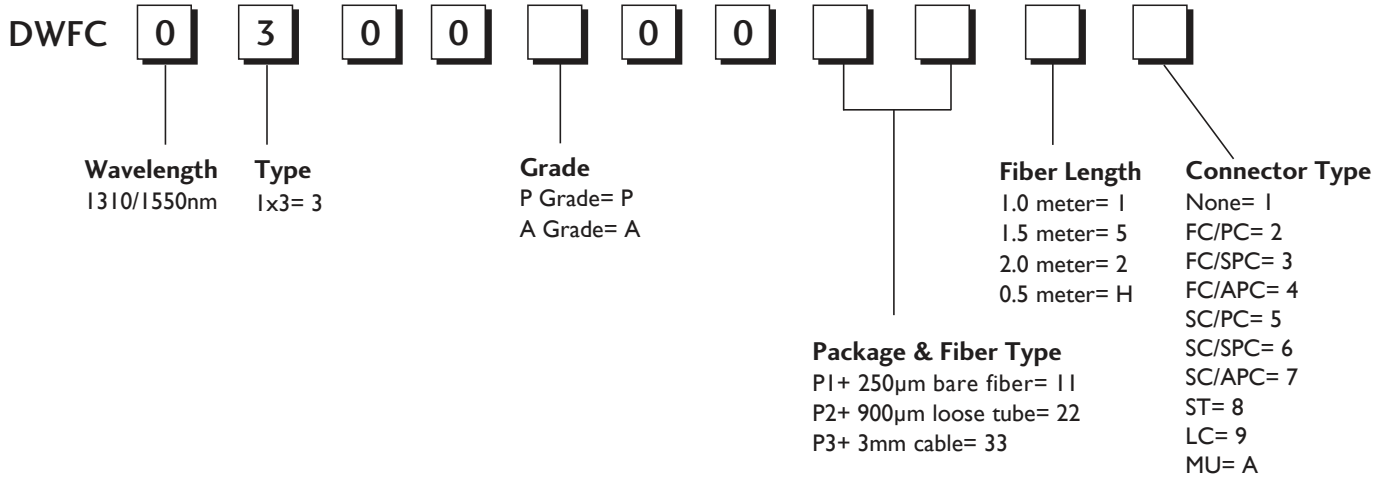 DWFC 0 3 0 0 0 0
Wavelength
1310/1550nm
Type
1x3= 3
Grade
P Grade= P
A Grade= A
Package & Fiber Type
P1+ 250µm bare fiber= 11
P2+ 900µm loose tube= 22
P3+ 3mm cable= 33
Fiber Length
1.0 meter= 1
1.5 meter= 5
2.0 meter= 2
0.5 meter= H
Connector Type
None= 1
FC/PC= 2
FC/SPC= 3
FC/APC= 4
SC/PC= 5
SC/SPC= 6
SC/APC= 7
ST= 8
LC= 9
MU= A